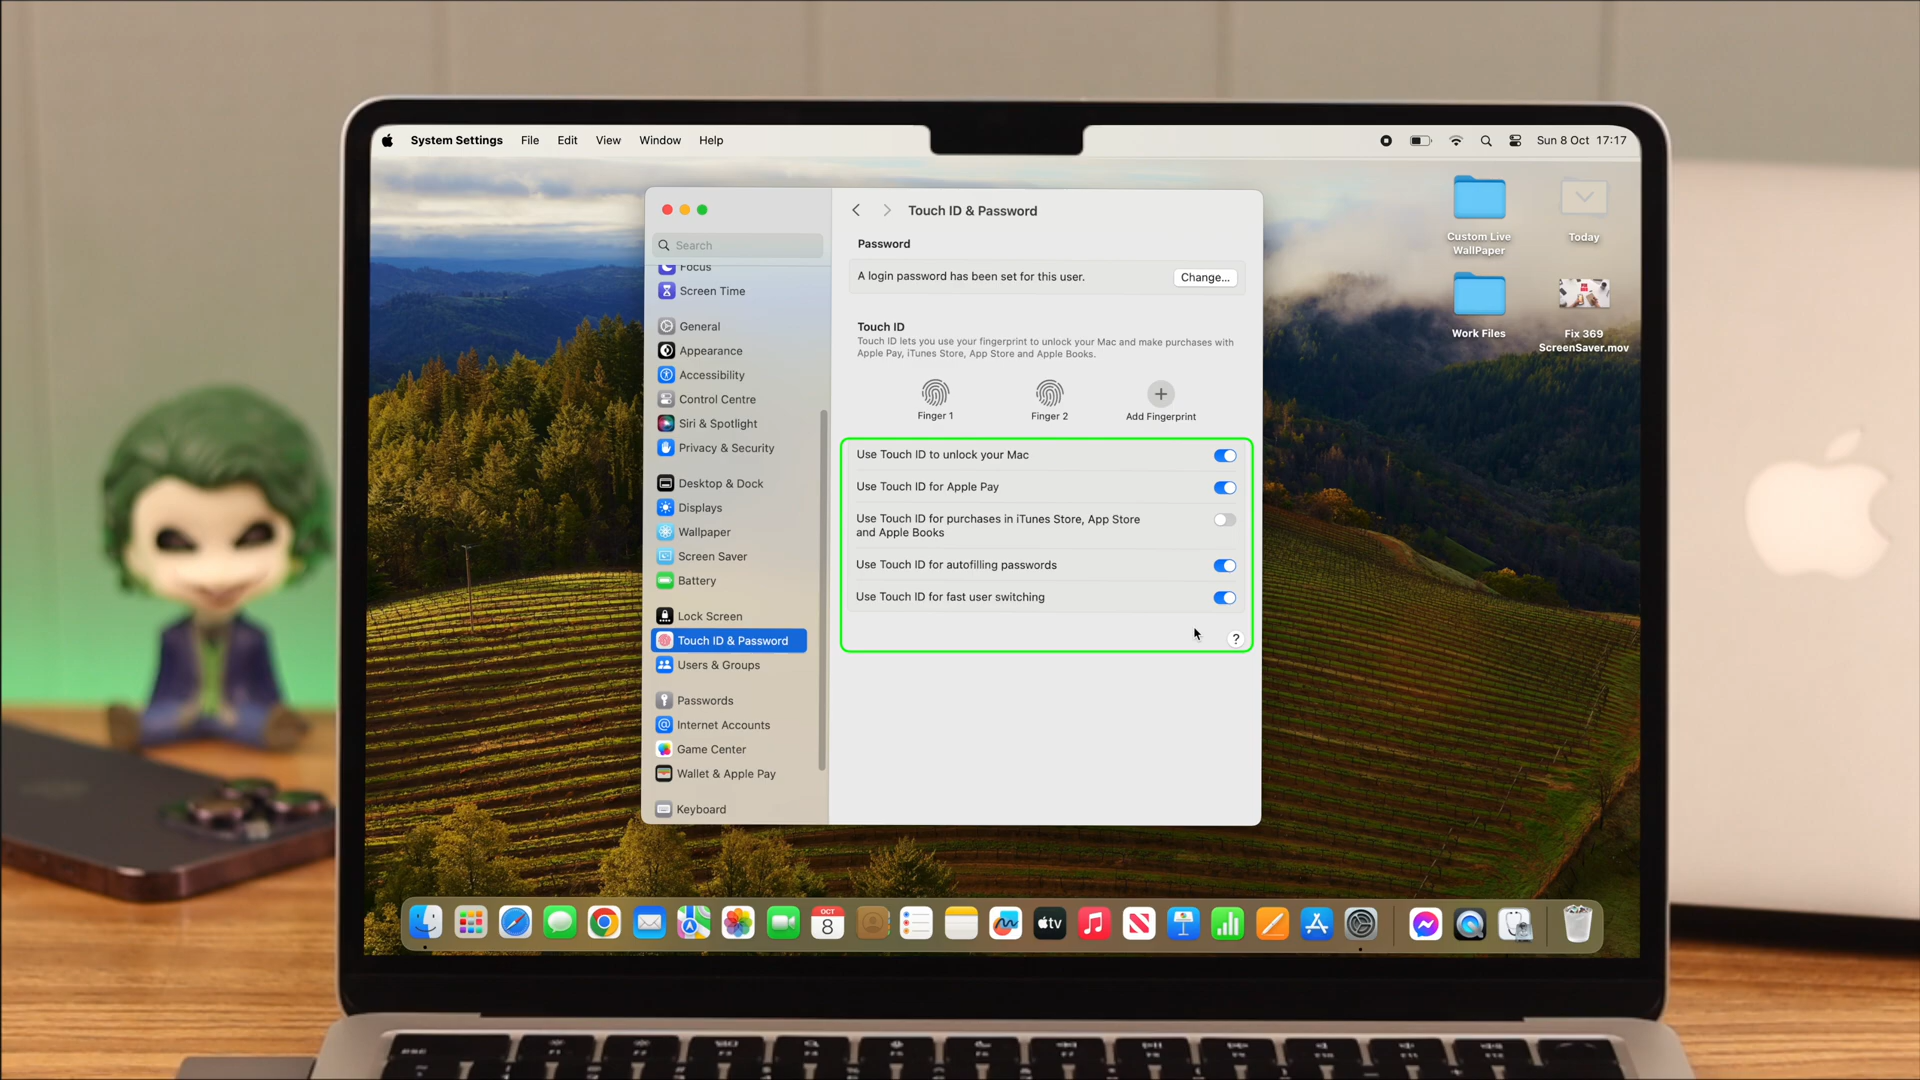 System Settings File Edit View Window Help
Sun 8 Oct 17:17
Custom Live
WallPaper
Today
Work Files
Fix 369
ScreenSaver.mov
Search
Focus
Screen Time
General
Appearance
Accessibility
Control Centre
Siri & Spotlight
Privacy & Security
Desktop & Dock
Displays
Wallpaper
Screen Saver
Battery
Lock Screen
Touch ID & Password
Users & Groups
Passwords
Internet Accounts
Game Center
Wallet & Apple Pay
Keyboard
Touch ID & Password
Password
A login password has been set for this user.
Change...
Touch ID
Touch ID lets you use your fingerprint to unlock your Mac and make purchases with
Apple Pay, iTunes Store, App Store and Apple Books.
Finger 1
Finger 2
Add Fingerprint
Use Touch ID to unlock your Mac
Use Touch ID for Apple Pay
Use Touch ID for purchases in iTunes Store, App Store
and Apple Books
Use Touch ID for autofilling passwords
Use Touch ID for fast user switching
?
OCT
8
tv